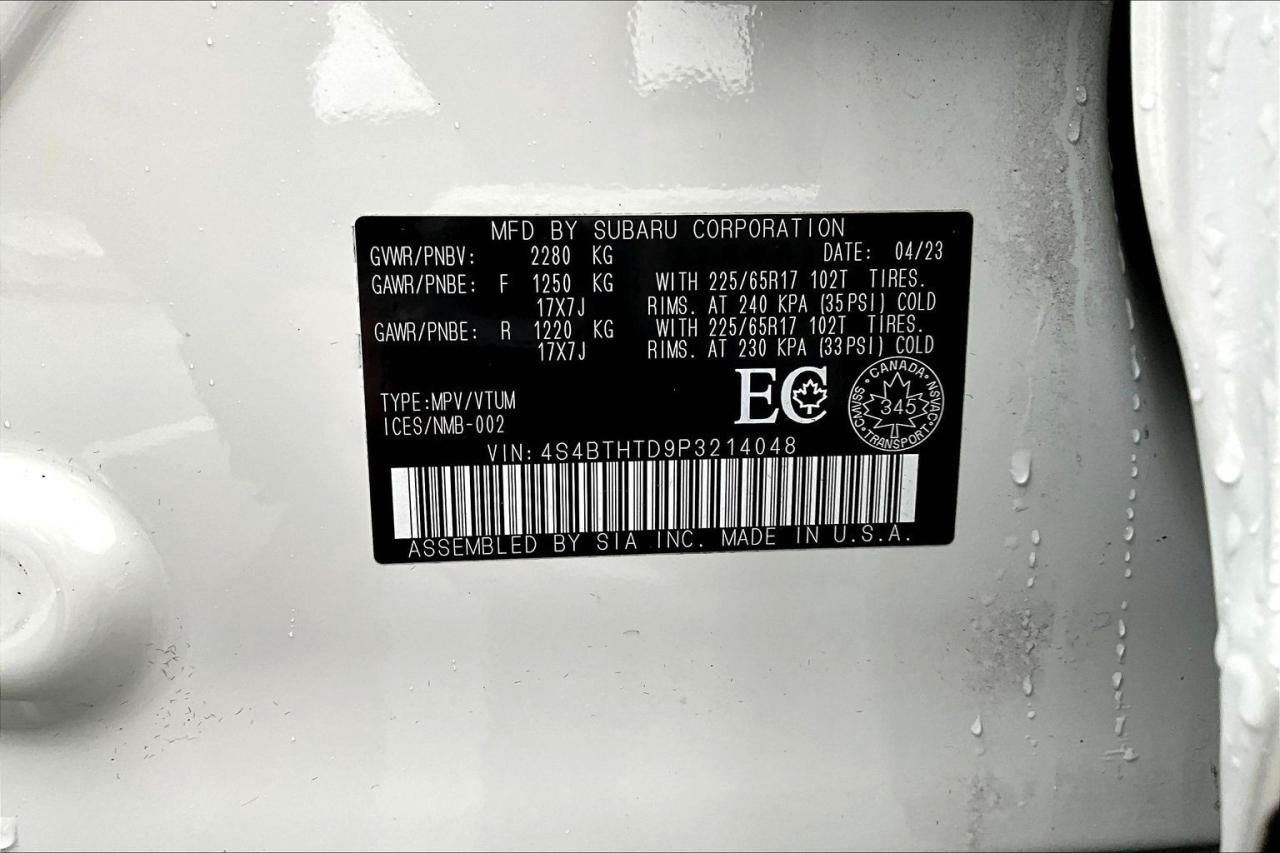 MFD BY SUBARU CORPORATION
GVWR/PNBV: 2280 KG DATE: 04/23
GAWR/PNBE: F 1250 KG WITH 225/65R17 102T TIRES.
17X7J RIMS. AT 240 KPA (35PSI) COLD
GAWR/PNBE: R 1220 KG WITH 225/65R17 102T TIRES.
17X7J RIMS. AT 230 KPA (33PSI) COLD
EC
CANADA
CMVSS · NSVAC
345
TRANSPORT
TYPE:MPV/VTUM
ICES/NMB-002
VIN: 4S4BTHTD9P3214048
ASSEMBLED BY SIA INC. MADE IN U.S.A.